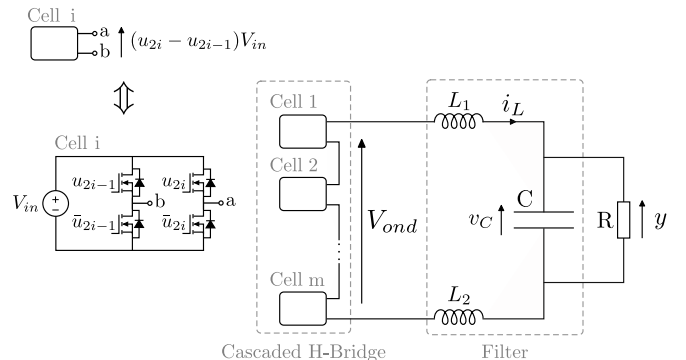 Cell i
a
b
(u_{2i} − u_{2i−1})V_{in}
Cell i
V_{in}
u_{2i−1}
u_{2i}
b
a
ū_{2i−1}
ū_{2i}
Cell 1
Cell 2
Cell m
V_{ond}
Cascaded H-Bridge
L_1
i_L
v_C
C
R
y
L_2
Filter